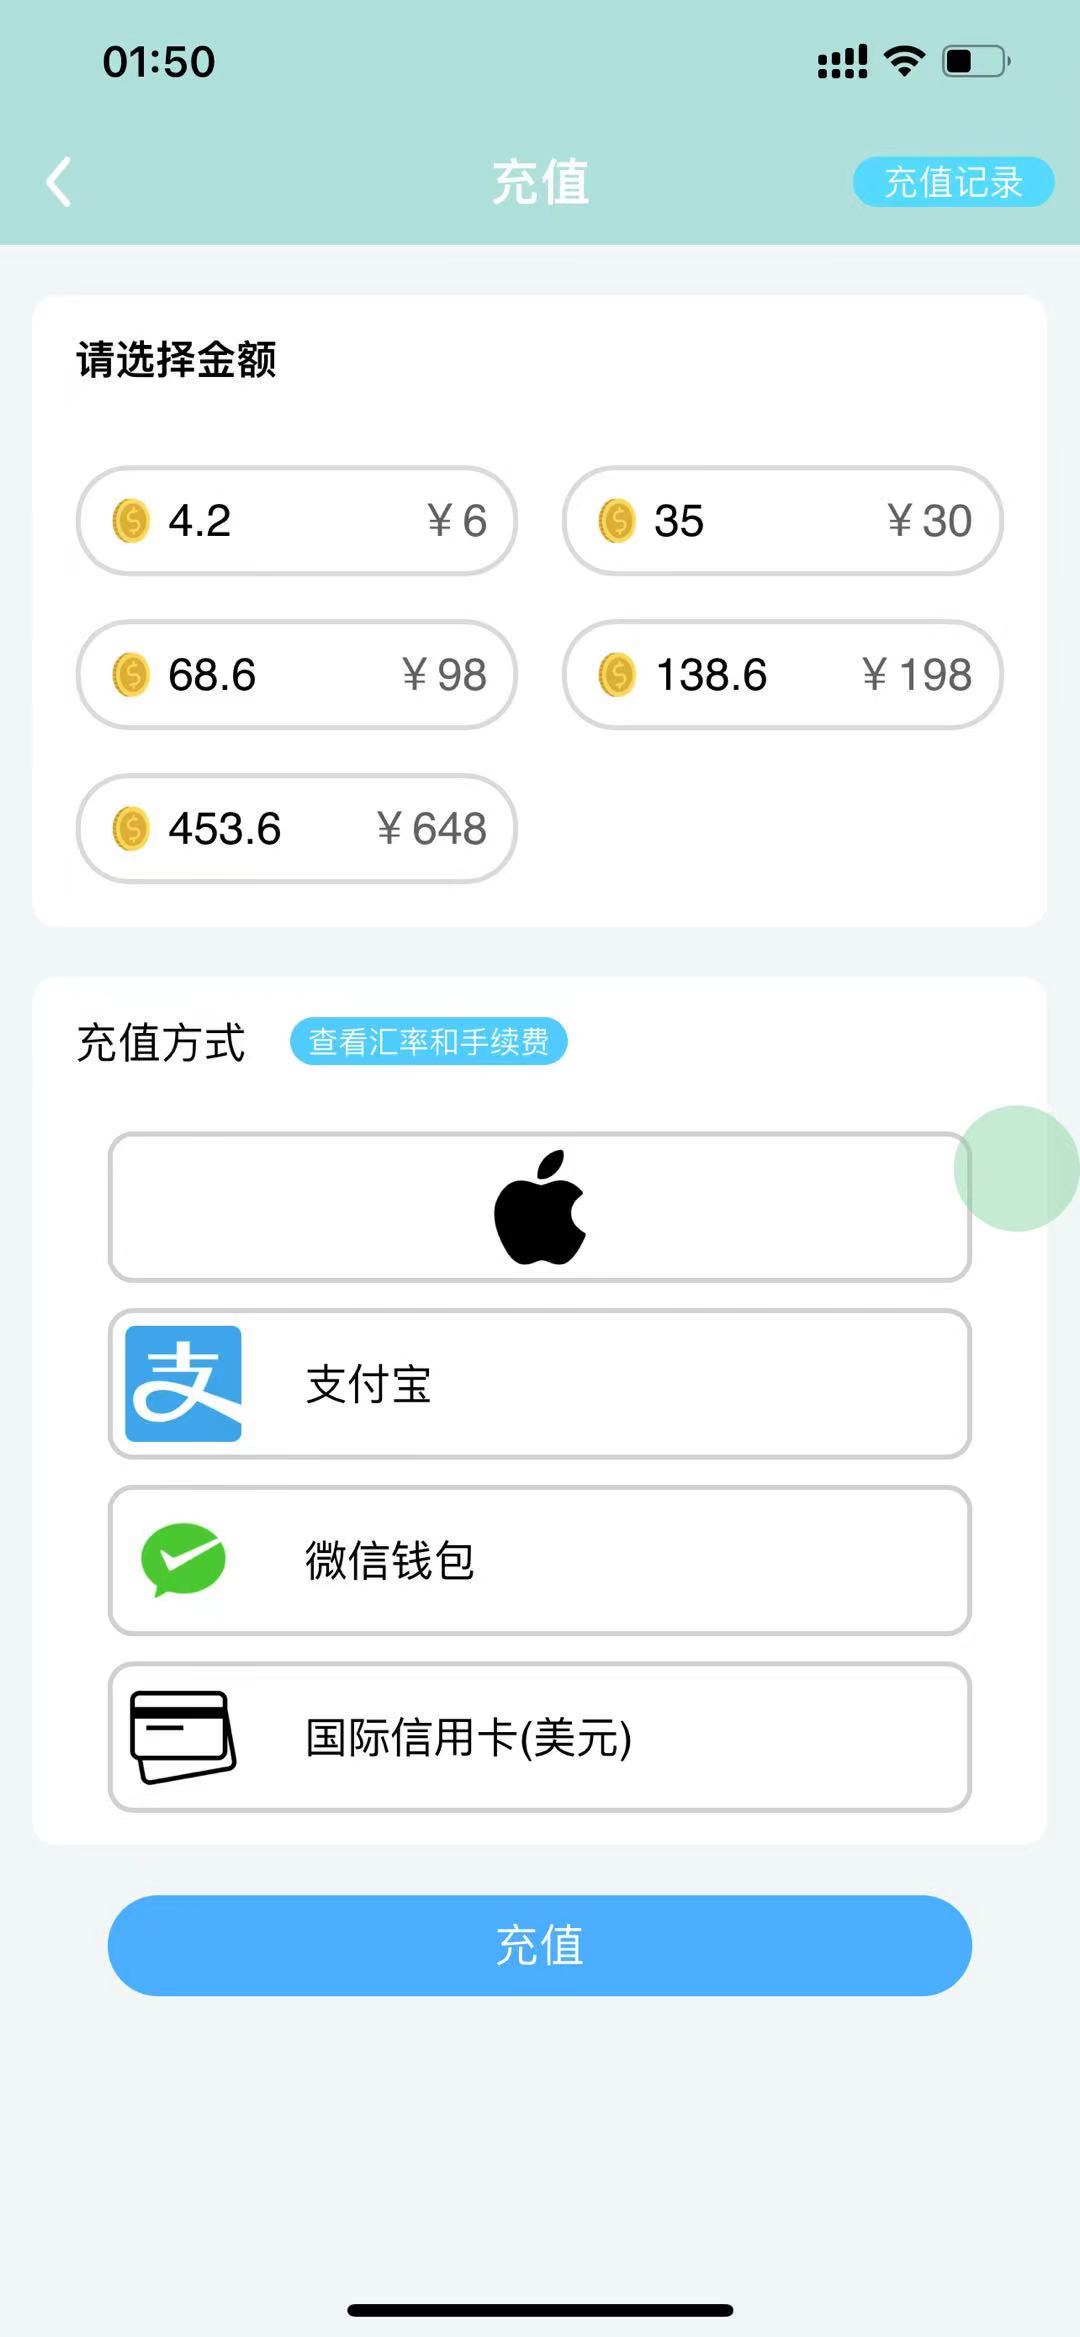 01:50
充值
充值记录
请选择金额
4.2 ¥6
35 ¥30
68.6 ¥98
138.6 ¥198
453.6 ¥648
充值方式
查看汇率和手续费
支
支付宝
微信钱包
国际信用卡(美元)
充值